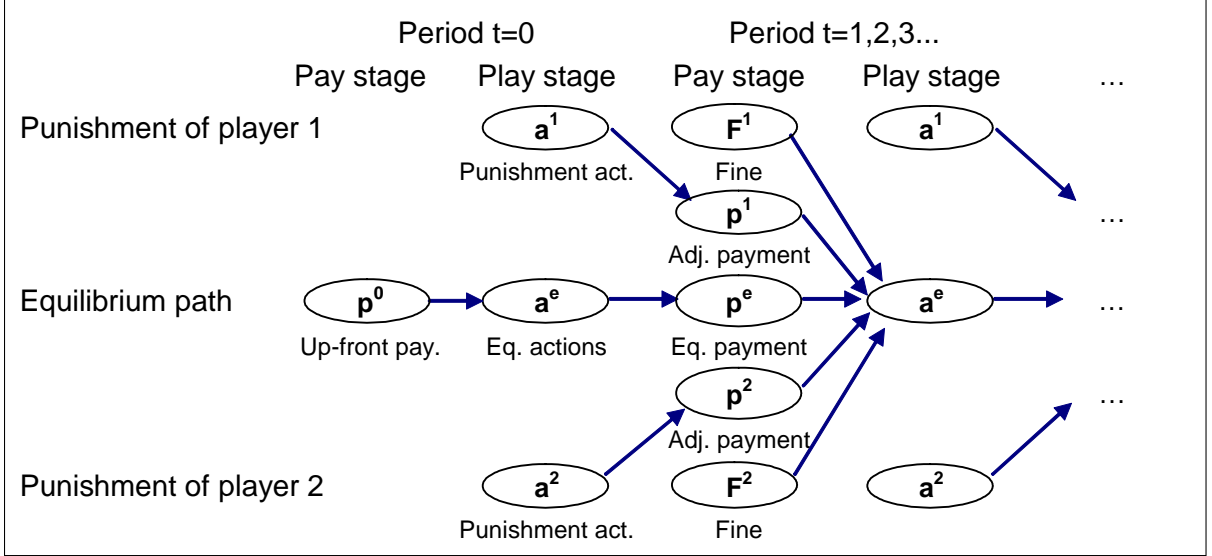 Period t=0 Period t=1,2,3...
Pay stage Play stage Pay stage Play stage ...
Punishment of player 1 a¹ F¹ a¹
Punishment act. Fine
p¹ ...
Adj. payment
Equilibrium path p⁰ aᵉ pᵉ aᵉ ...
Up-front pay. Eq. actions Eq. payment
p² ...
Adj. payment
Punishment of player 2 a² F² a²
Punishment act. Fine